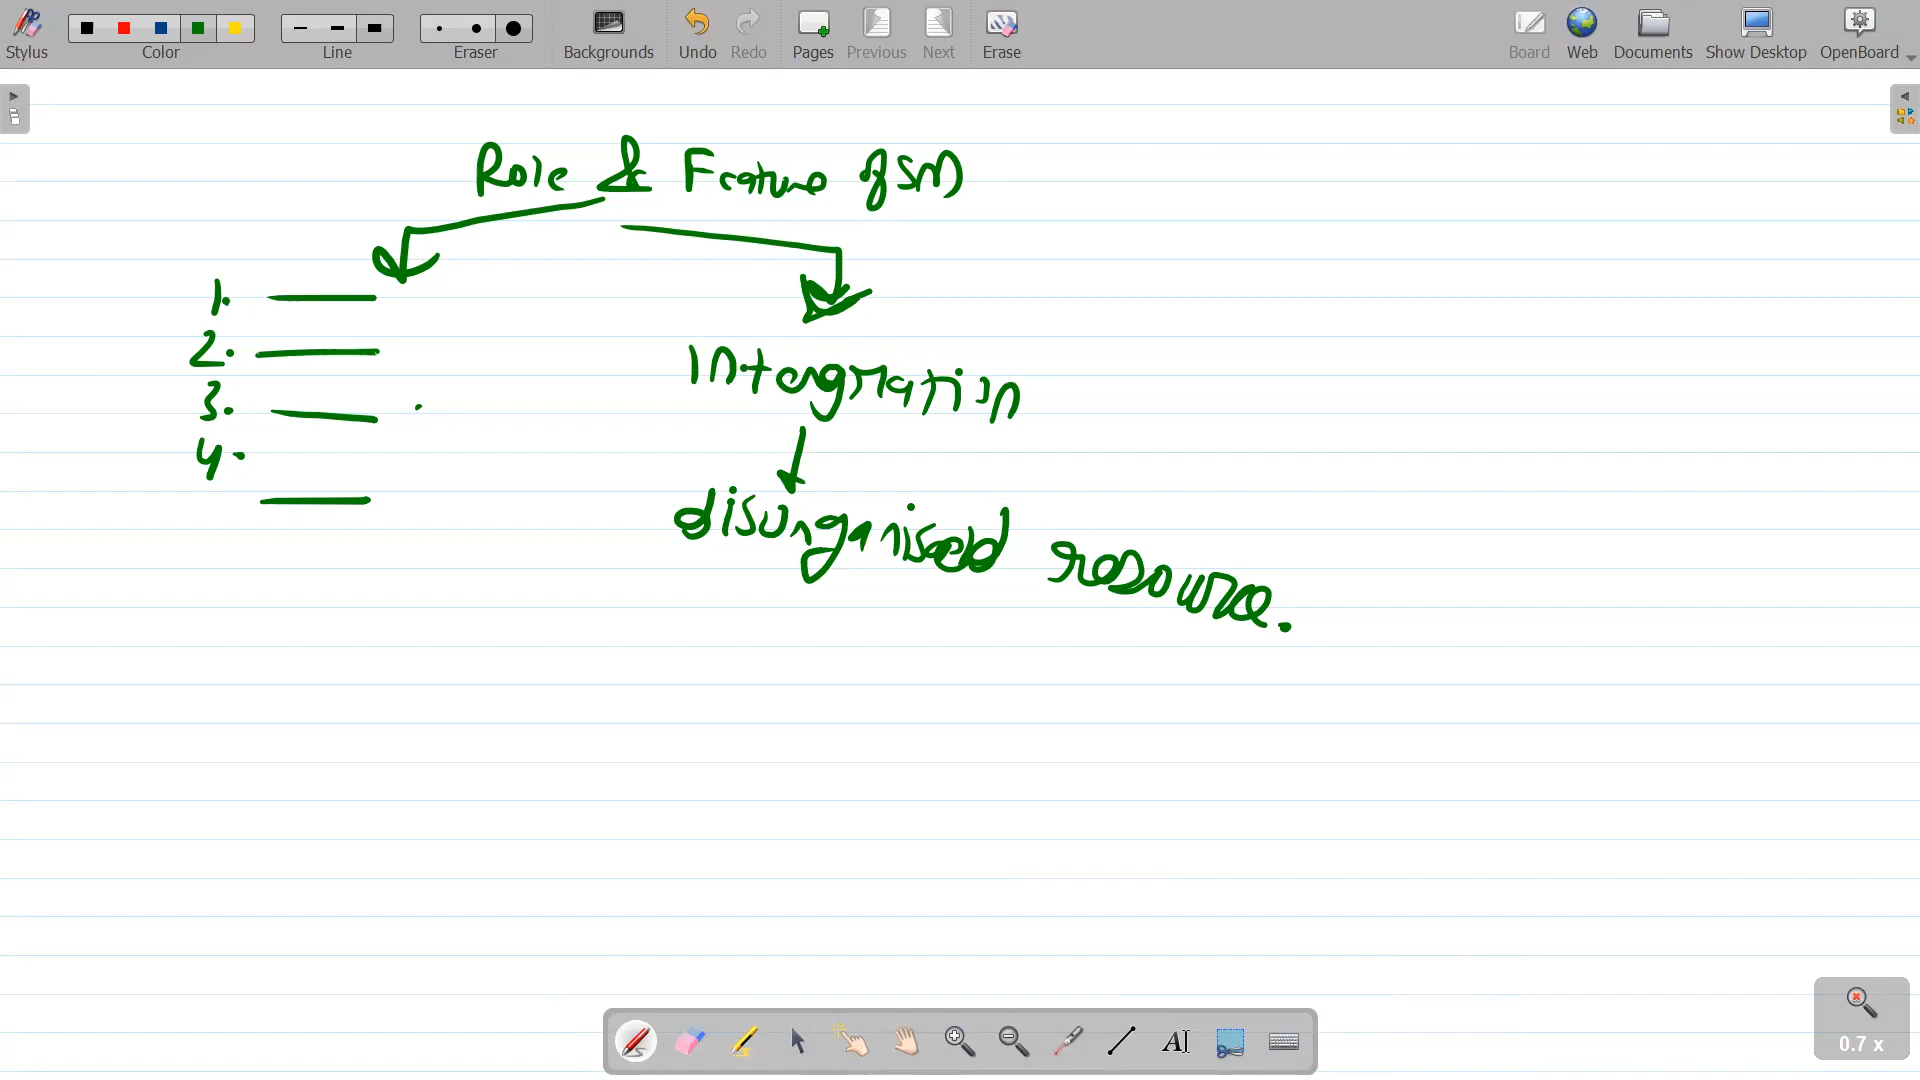 Stylus Color Line Eraser Backgrounds Undo Redo Pages Previous Next Erase Board Web Documents Show Desktop OpenBoard
Role & Feature of SM
1.
2.
3.
4.
Intergration
disorganised resource.
0.7 x